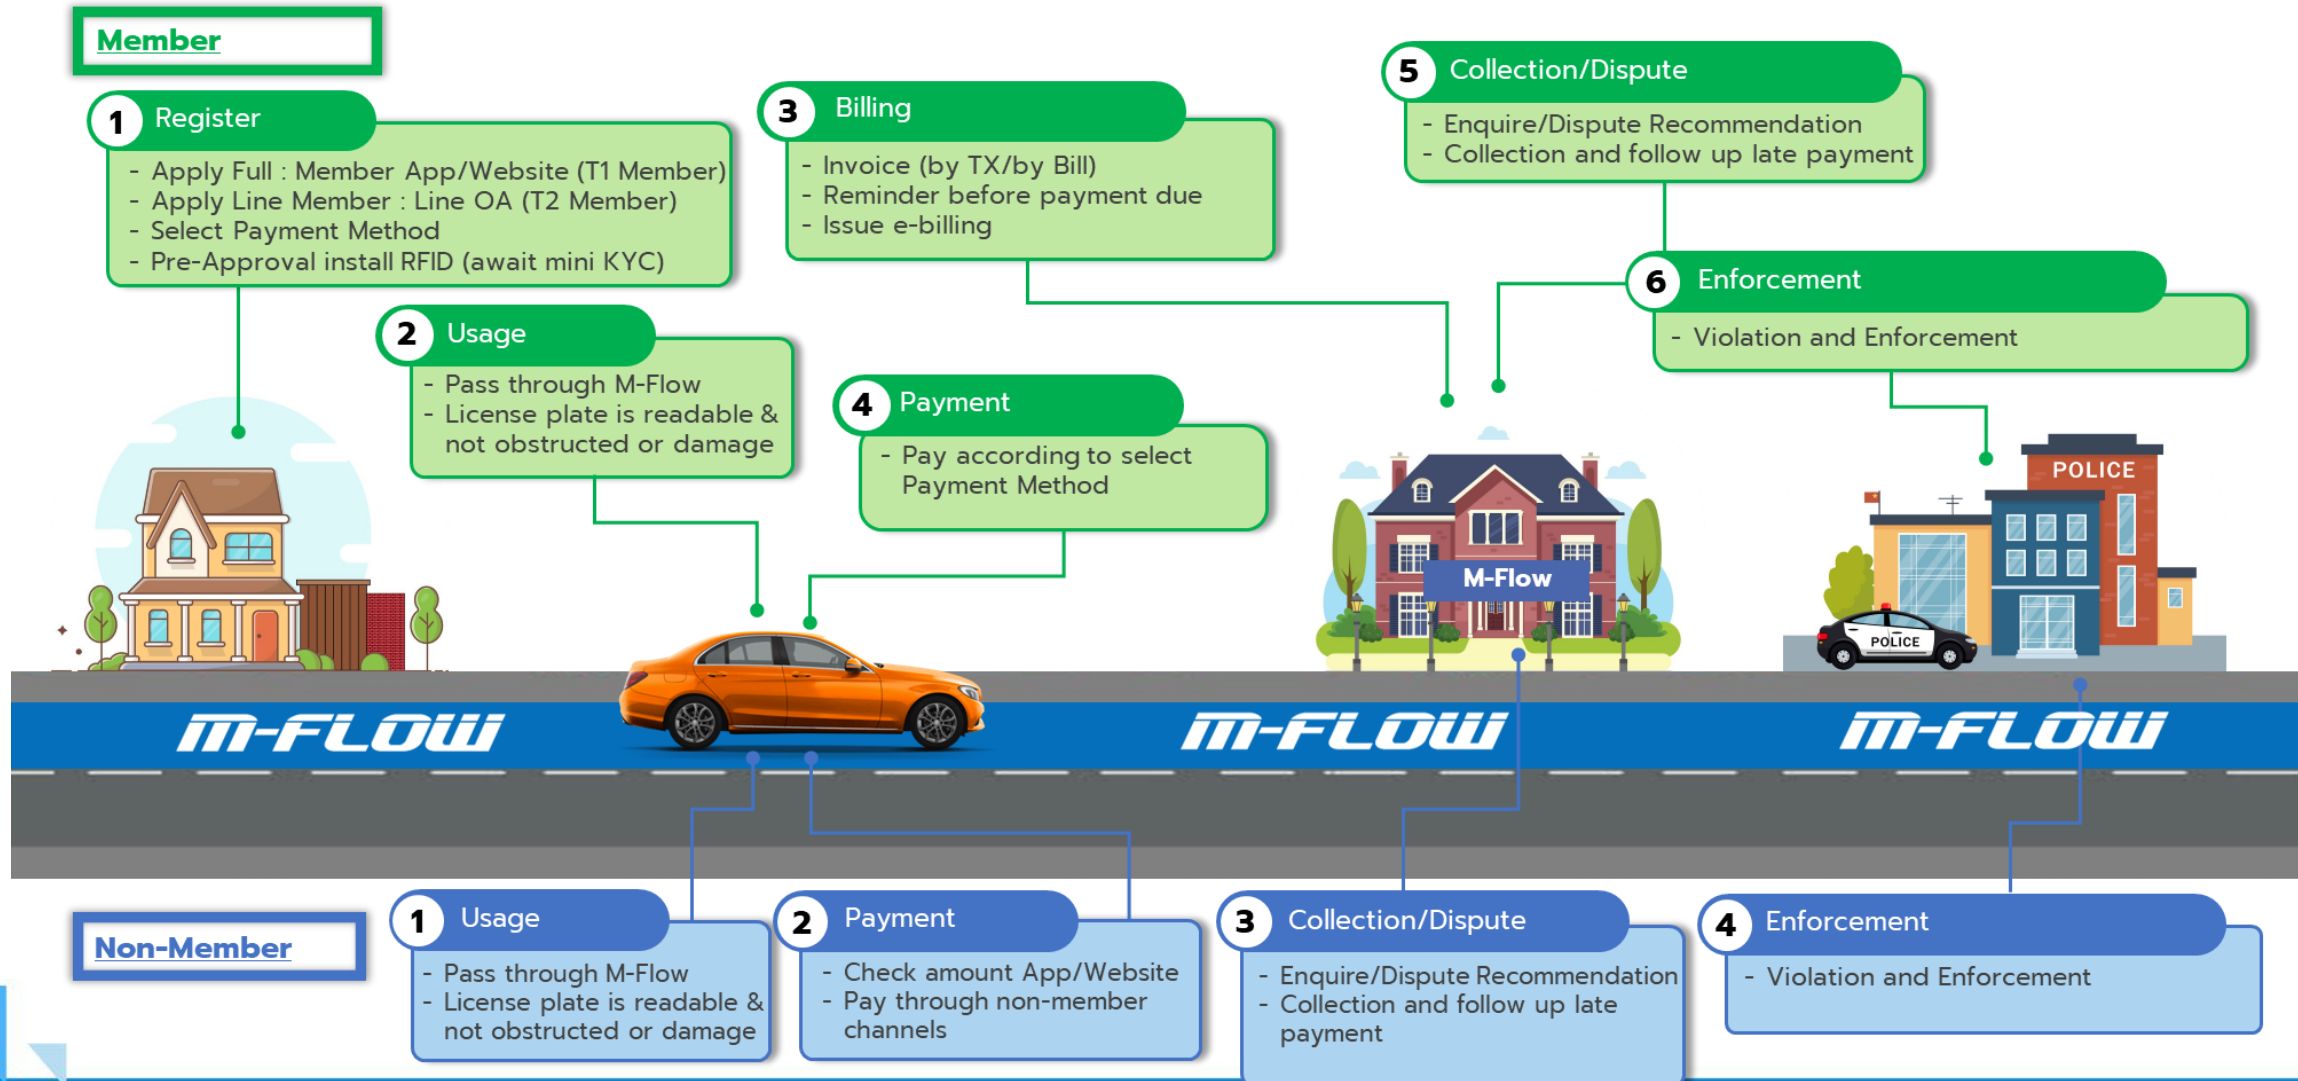 Member
1 Register
- Apply Full : Member App/Website (T1 Member)
- Apply Line Member : Line OA (T2 Member)
- Select Payment Method
- Pre-Approval install RFID (await mini KYC)
2 Usage
- Pass through M-Flow
- License plate is readable &
not obstructed or damage
3 Billing
- Invoice (by TX/by Bill)
- Reminder before payment due
- Issue e-billing
4 Payment
- Pay according to select
Payment Method
5 Collection/Dispute
- Enquire/Dispute Recommendation
- Collection and follow up late payment
6 Enforcement
- Violation and Enforcement
M-Flow
POLICE
POLICE
M-FLOW
M-FLOW
M-FLOW
Non-Member
1 Usage
- Pass through M-Flow
- License plate is readable &
not obstructed or damage
2 Payment
- Check amount App/Website
- Pay through non-member
channels
3 Collection/Dispute
- Enquire/Dispute Recommendation
- Collection and follow up late
payment
4 Enforcement
- Violation and Enforcement